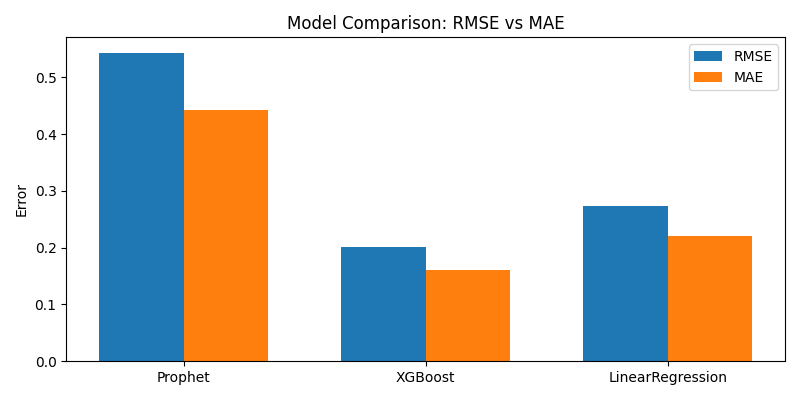 Model Comparison: RMSE vs MAE
RMSE
MAE
Error
0.5
0.4
0.3
0.2
0.1
0.0
Prophet XGBoost LinearRegression